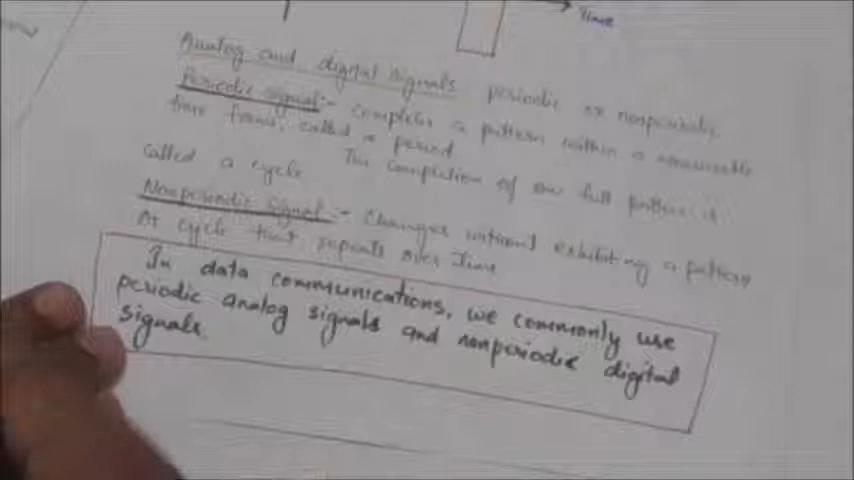 Time
Analog and digital signals periodic or nonperiodic
Periodic signal:- completes a pattern within a measurable
time frame, called a period
The completion of one full pattern is
called a cycle
Nonperiodic signal:- changes without exhibiting a pattern
or cycle that repeats over Time
In data communications, we commonly use
periodic analog signals and nonperiodic digital
signals.